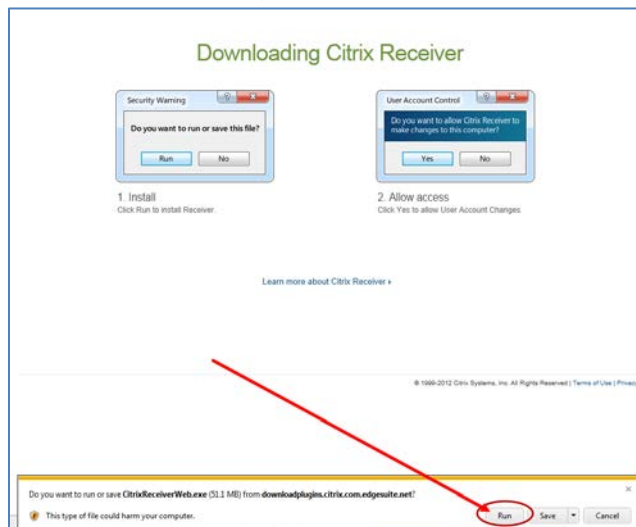 Downloading Citrix Receiver
Security Warning
Do you want to run or save this file?
Run No
1. Install
Click Run to install Receiver.
User Account Control
Do you want to allow Citrix Receiver to
make changes to this computer?
Yes No
2. Allow access
Click Yes to allow User Account Changes.
Learn more about Citrix Receiver
© 1999-2012 Citrix Systems, Inc. All Rights Reserved | Terms of Use | Privacy
Do you want to run or save CitrixReceiverWeb.exe (51.1 MB) from downloadplugins.citrix.com.edgesuite.net?
This type of file could harm your computer.
Run Save Cancel